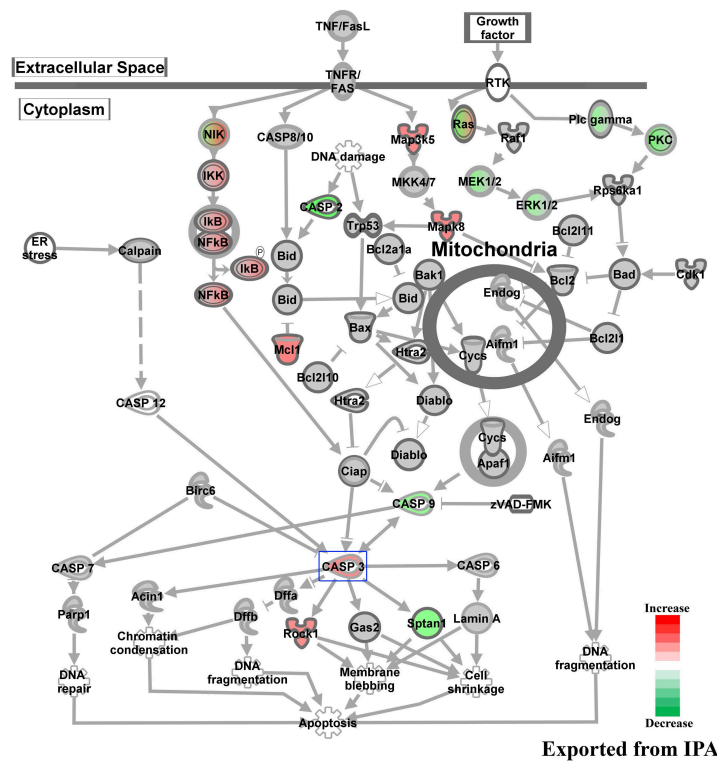 TNF/FasL
Growth
factor
Extracellular Space
TNFR/
FAS
RTK
Cytoplasm
NIK
CASP8/10
Map3k5
Ras
Raf1
Plc gamma
PKC
DNA damage
IKK
MKK4/7
MEK1/2
ERK1/2
Rps6ka1
CASP 2
IkB
NFkB
Trp53
Mapk8
Bcl2l11
ER
stress
Calpain
Bcl2a1a
Mitochondria
P
IkB
Bid
Bak1
Bcl2
Bad
Cdk1
NFkB
Bid
Bid
Endog
Bax
Bcl2l1
Mcl1
Htra2
Cycs
Aifm1
Bcl2l10
CASP 12
Htra2
Diablo
Endog
Cycs
Diablo
Aifm1
Apaf1
Ciap
Birc6
CASP 9
zVAD-FMK
CASP 7
CASP 3
CASP 6
Parp1
Acin1
Dffa
Dffb
Rock1
Gas2
Sptan1
Lamin A
Chromatin
condensation
Increase
DNA
repair
DNA
fragmentation
Membrane
blebbing
Cell
shrinkage
DNA
fragmentation
Apoptosis
Decrease
Exported from IPA